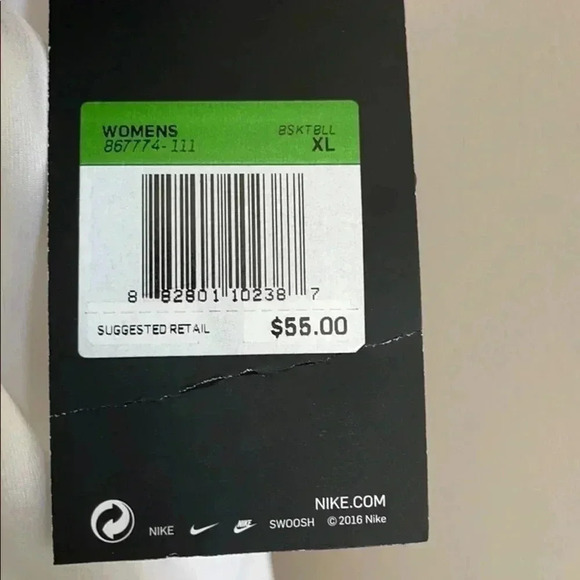 WOMENS BSKTBLL
867774-111 XL
8 82801 10238 7
SUGGESTED RETAIL $55.00
NIKE.COM
NIKE NIKE SWOOSH © 2016 Nike